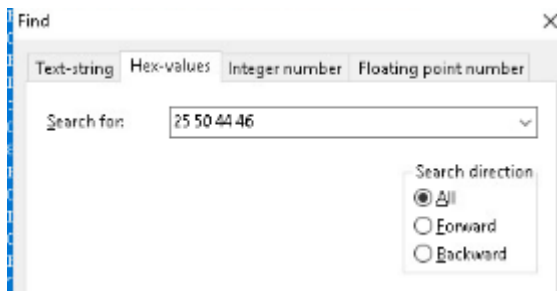 Find
Text-string Hex-values Integer number Floating point number
Search for: 25 50 44 46
Search direction
All
Forward
Backward